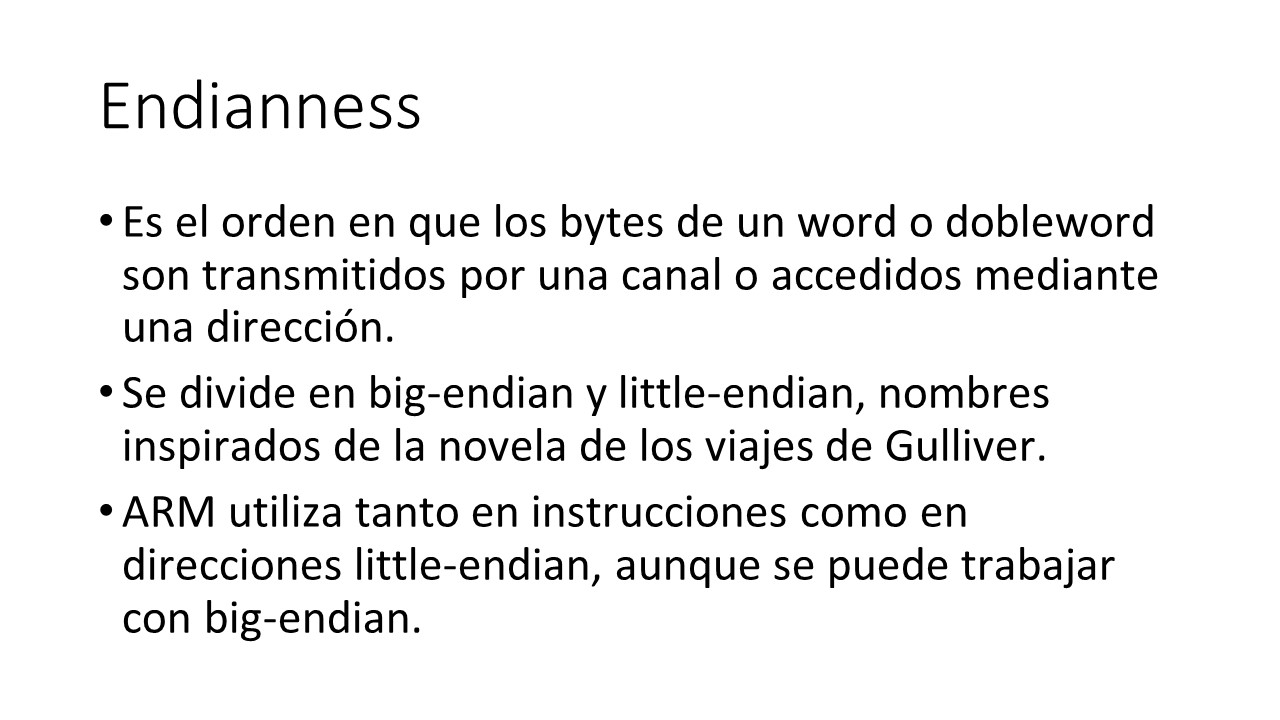 Endianness
• Es el orden en que los bytes de un word o dobleword
son transmitidos por una canal o accedidos mediante
una dirección.
• Se divide en big-endian y little-endian, nombres
inspirados de la novela de los viajes de Gulliver.
• ARM utiliza tanto en instrucciones como en
direcciones little-endian, aunque se puede trabajar
con big-endian.